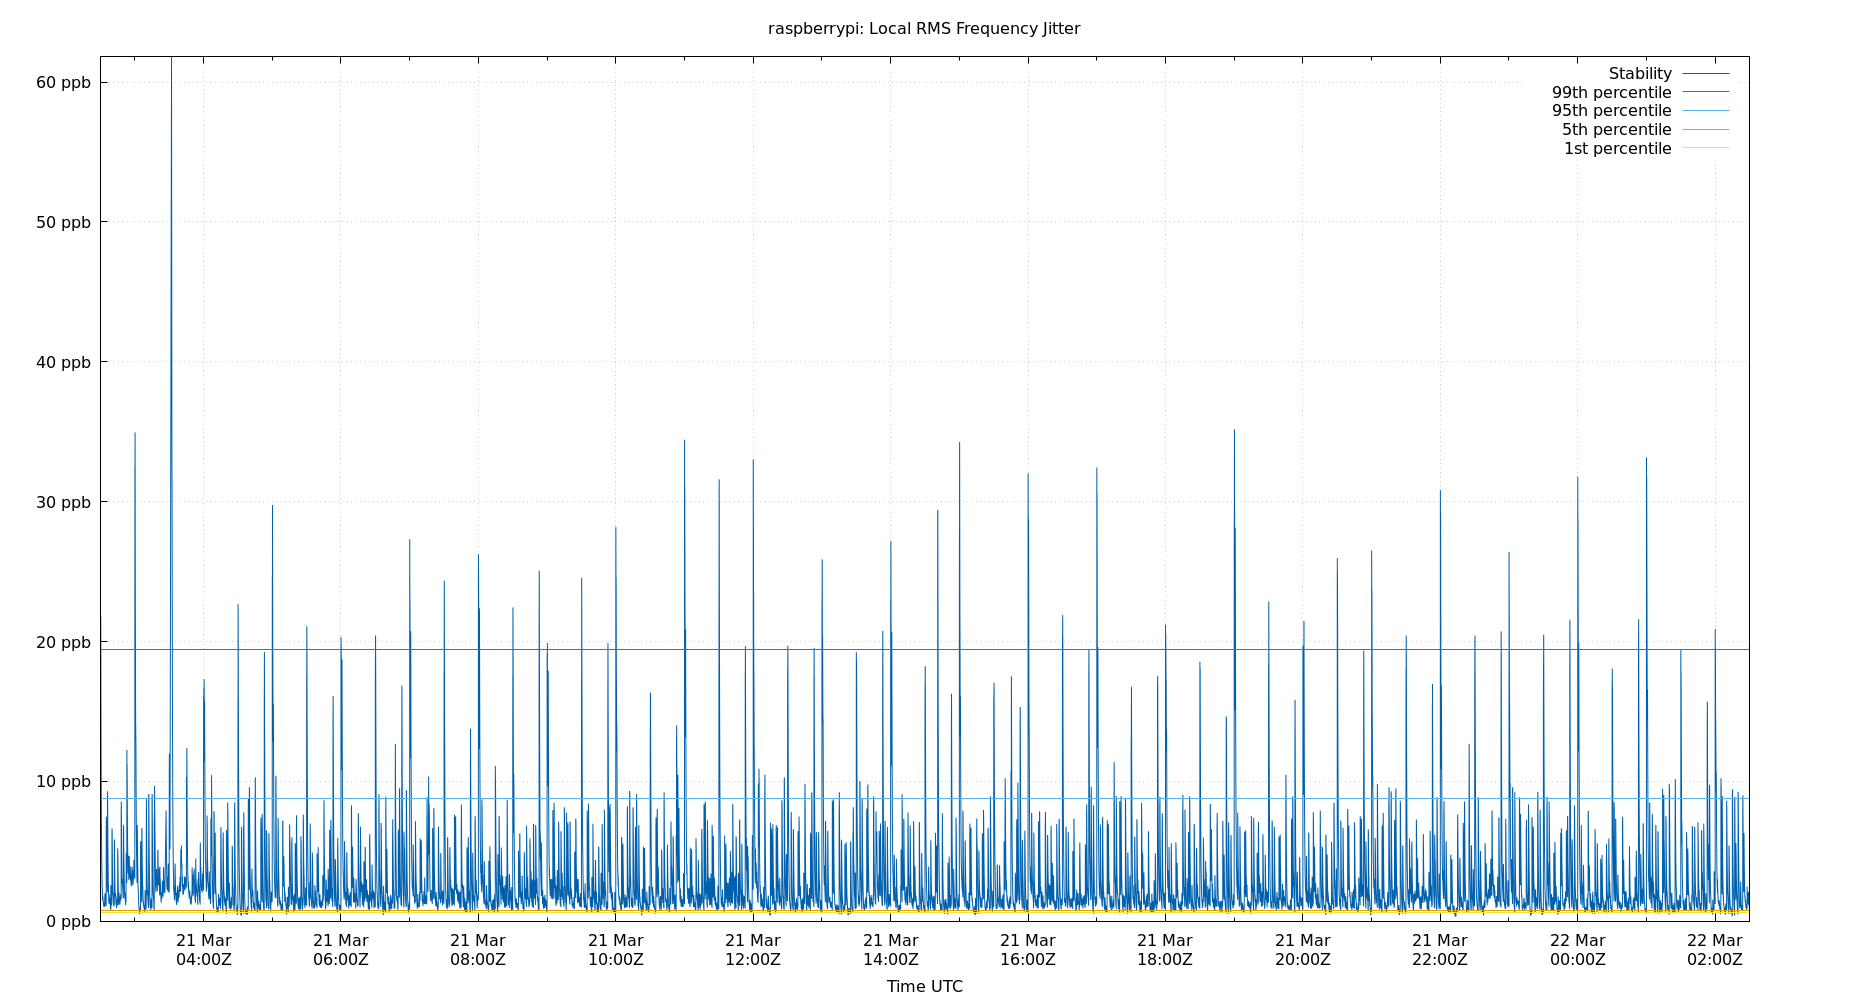 raspberrypi: Local RMS Frequency Jitter
Stability
99th percentile
95th percentile
5th percentile
1st percentile
60 ppb
50 ppb
40 ppb
30 ppb
20 ppb
10 ppb
0 ppb
21 Mar 21 Mar 21 Mar 21 Mar 21 Mar 21 Mar 21 Mar 21 Mar 21 Mar 21 Mar 22 Mar 22 Mar
04:00Z 06:00Z 08:00Z 10:00Z 12:00Z 14:00Z 16:00Z 18:00Z 20:00Z 22:00Z 00:00Z 02:00Z
Time UTC